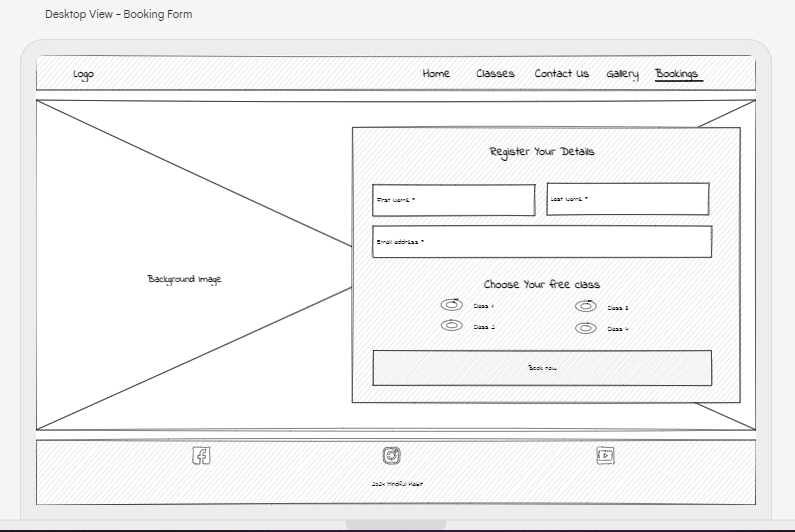 Desktop View – Booking Form
Logo Home Classes Contact Us Gallery Bookings
Register Your Details
First Name * Last Name *
Email address *
Background Image
Choose Your free class
Class 1 Class 3
Class 2 Class 4
Book now
2024 Mindful